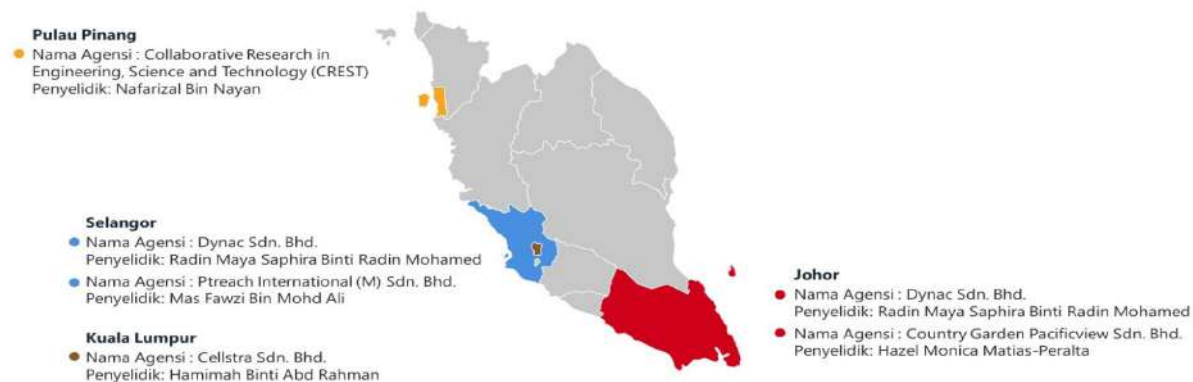 Pulau Pinang
Nama Agensi : Collaborative Research in
Engineering, Science and Technology (CREST)
Penyelidik: Nafarizal Bin Nayan
Selangor
Nama Agensi : Dynac Sdn. Bhd.
Penyelidik: Radin Maya Saphira Binti Radin Mohamed
Nama Agensi : Ptreach International (M) Sdn. Bhd.
Penyelidik: Mas Fawzi Bin Mohd Ali
Kuala Lumpur
Nama Agensi : Cellstra Sdn. Bhd.
Penyelidik: Hamimah Binti Abd Rahman
Johor
Nama Agensi : Dynac Sdn. Bhd.
Penyelidik: Radin Maya Saphira Binti Radin Mohamed
Nama Agensi : Country Garden Pacificview Sdn. Bhd.
Penyelidik: Hazel Monica Matias-Peralta